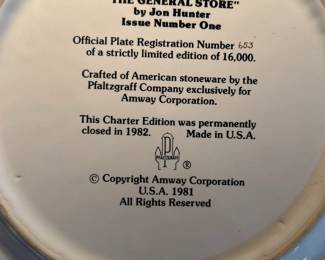 THE GENERAL STORE"
by Jon Hunter
Issue Number One
Official Plate Registration Number 653
of a strictly limited edition of 16,000.
Crafted of American stoneware by the
Pfaltzgraff Company exclusively for
Amway Corporation.
This Charter Edition was permanently
closed in 1982. Made in U.S.A.
P
PFALTZGRAFF ®
© Copyright Amway Corporation
U.S.A. 1981
All Rights Reserved